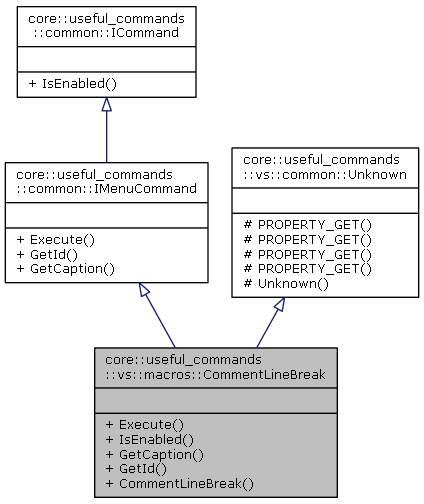 core::useful_commands
::common::ICommand
+ IsEnabled()
core::useful_commands
::common::IMenuCommand
+ Execute()
+ GetId()
+ GetCaption()
core::useful_commands
::vs::common::Unknown
# PROPERTY_GET()
# PROPERTY_GET()
# PROPERTY_GET()
# PROPERTY_GET()
# Unknown()
core::useful_commands
::vs::macros::CommentLineBreak
+ Execute()
+ IsEnabled()
+ GetCaption()
+ GetId()
+ CommentLineBreak()